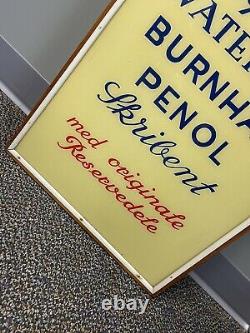 WATER
BURNHA
PENOL
Skribent
med originale
Reservedele